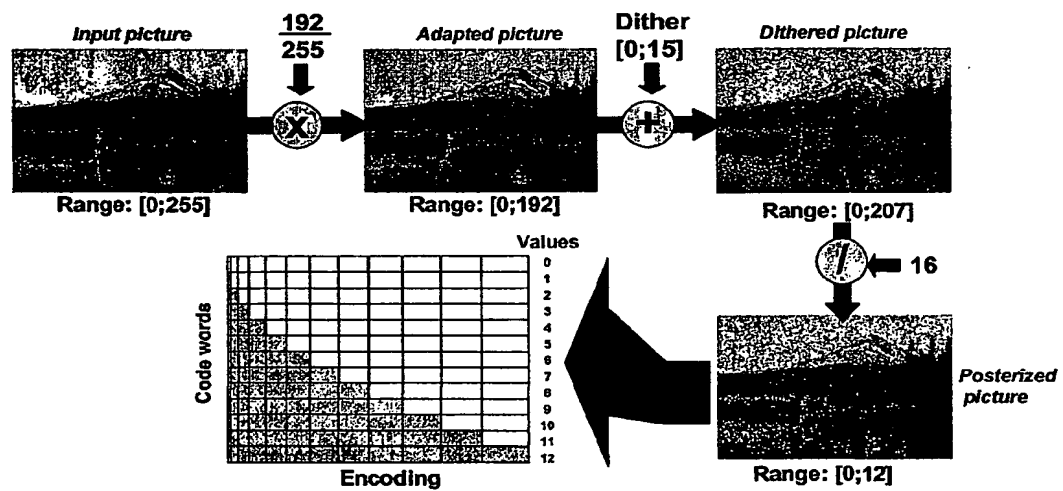 Input picture
192
255
Adapted picture
Dither
[0;15]
Dithered picture
X
+
Range: [0;255]
Range: [0;192]
Range: [0;207]
/
16
Values
0
1
2
3
4
5
6
7
8
9
10
11
12
Code words
Encoding
Posterized
picture
Range: [0;12]